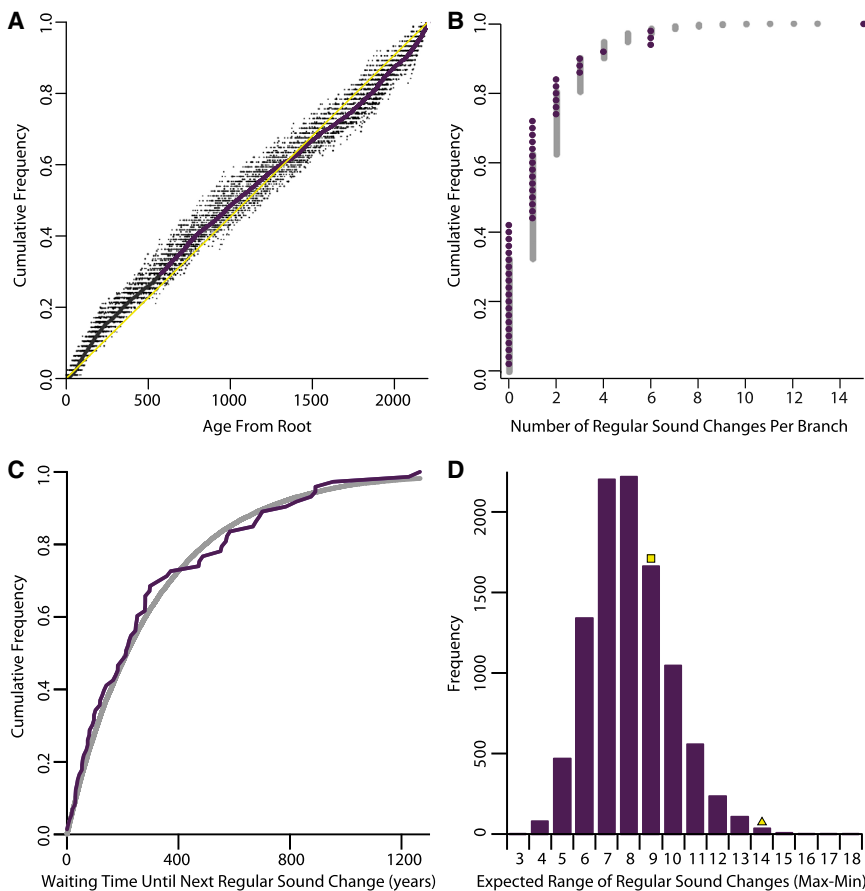 A
Cumulative Frequency
1.0
0.8
0.6
0.4
0.2
0.0
0 500 1000 1500 2000
Age From Root
B
Cumulative Frequency
1.0
0.8
0.6
0.4
0.2
0.0
0 2 4 6 8 10 12 14
Number of Regular Sound Changes Per Branch
C
Cumulative Frequency
1.0
0.8
0.6
0.4
0.2
0.0
0 400 800 1200
Waiting Time Until Next Regular Sound Change (years)
D
Frequency
2000
1500
1000
500
0
3 4 5 6 7 8 9 10 11 12 13 14 15 16 17 18
Expected Range of Regular Sound Changes (Max-Min)